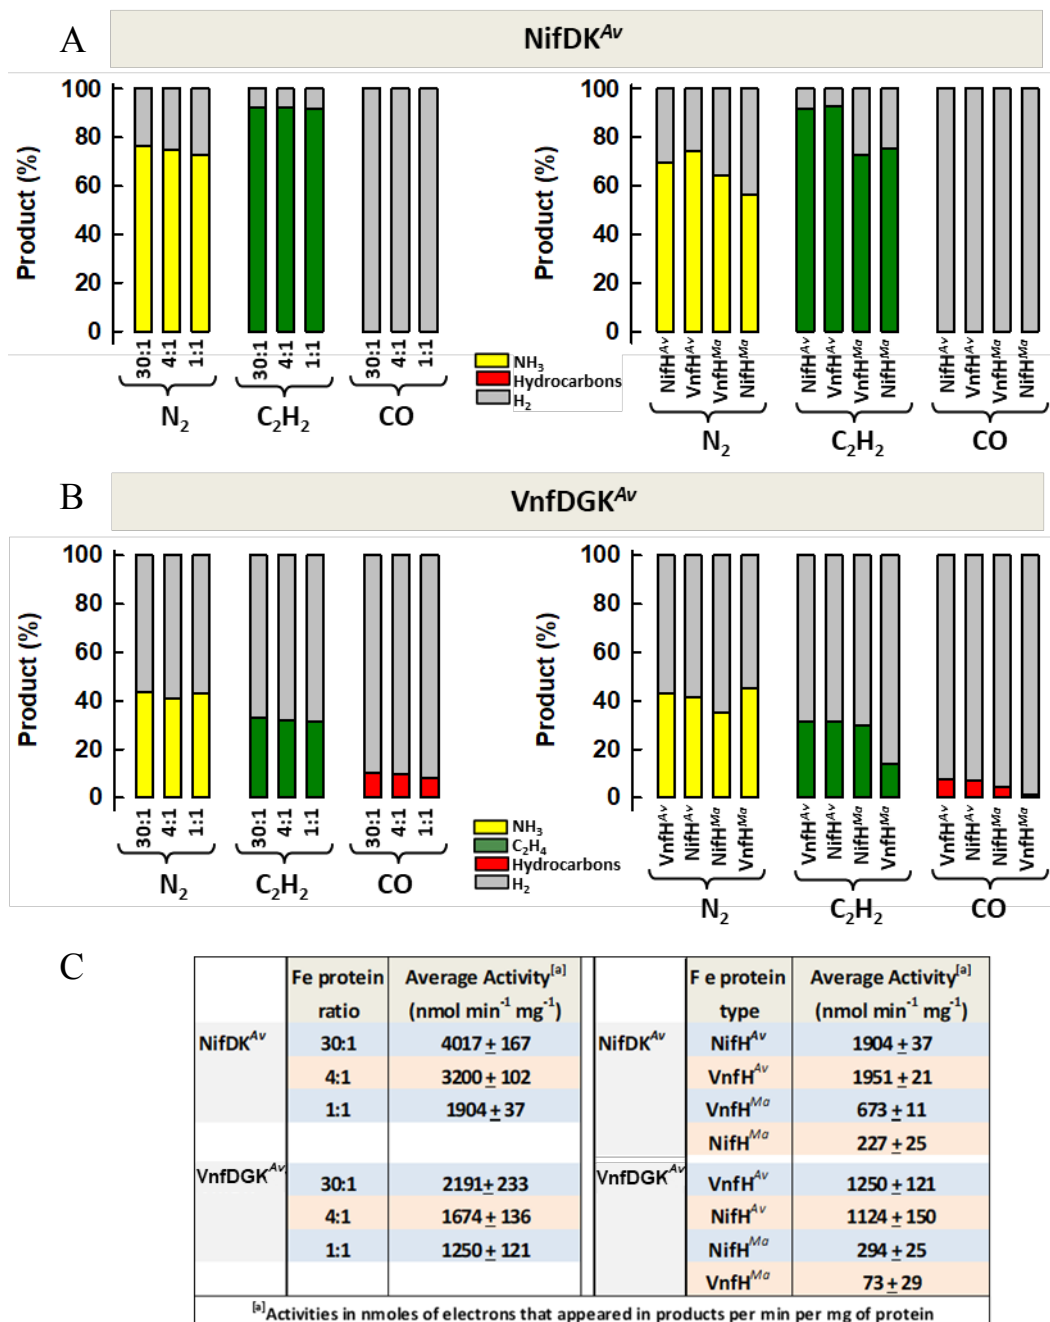 A
NifDK^Av
100
80
60
40
20
0
Product (%)
30:1
4:1
1:1
30:1
4:1
1:1
30:1
4:1
1:1
N2
C2H2
CO
NH3
Hydrocarbons
H2
100
80
60
40
20
0
Product (%)
NifH^Av
VnfH^Av
VnfH^Ma
NifH^Ma
NifH^Av
VnfH^Av
VnfH^Ma
NifH^Ma
NifH^Av
VnfH^Av
VnfH^Ma
NifH^Ma
N2
C2H2
CO
B
VnfDGK^Av
100
80
60
40
20
0
Product (%)
30:1
4:1
1:1
30:1
4:1
1:1
30:1
4:1
1:1
N2
C2H2
CO
NH3
C2H4
Hydrocarbons
H2
100
80
60
40
20
0
Product (%)
VnfH^Av
NifH^Av
NifH^Ma
VnfH^Ma
VnfH^Av
NifH^Av
NifH^Ma
VnfH^Ma
VnfH^Av
NifH^Av
NifH^Ma
VnfH^Ma
N2
C2H2
CO
C
Fe protein ratio Average Activity[a] (nmol min-1 mg-1) F e protein type Average Activity[a] (nmol min-1 mg-1)
NifDK^Av 30:1 4017 ± 167 NifDK^Av NifH^Av 1904 ± 37
4:1 3200 ± 102 VnfH^Av 1951 ± 21
1:1 1904 ± 37 VnfH^Ma 673 ± 11
NifH^Ma 227 ± 25
VnfDGK^Av 30:1 2191± 233 VnfDGK^Av VnfH^Av 1250 ± 121
4:1 1674 ± 136 NifH^Av 1124 ± 150
1:1 1250 ± 121 NifH^Ma 294 ± 25
VnfH^Ma 73 ± 29
[a]Activities in nmoles of electrons that appeared in products per min per mg of protein